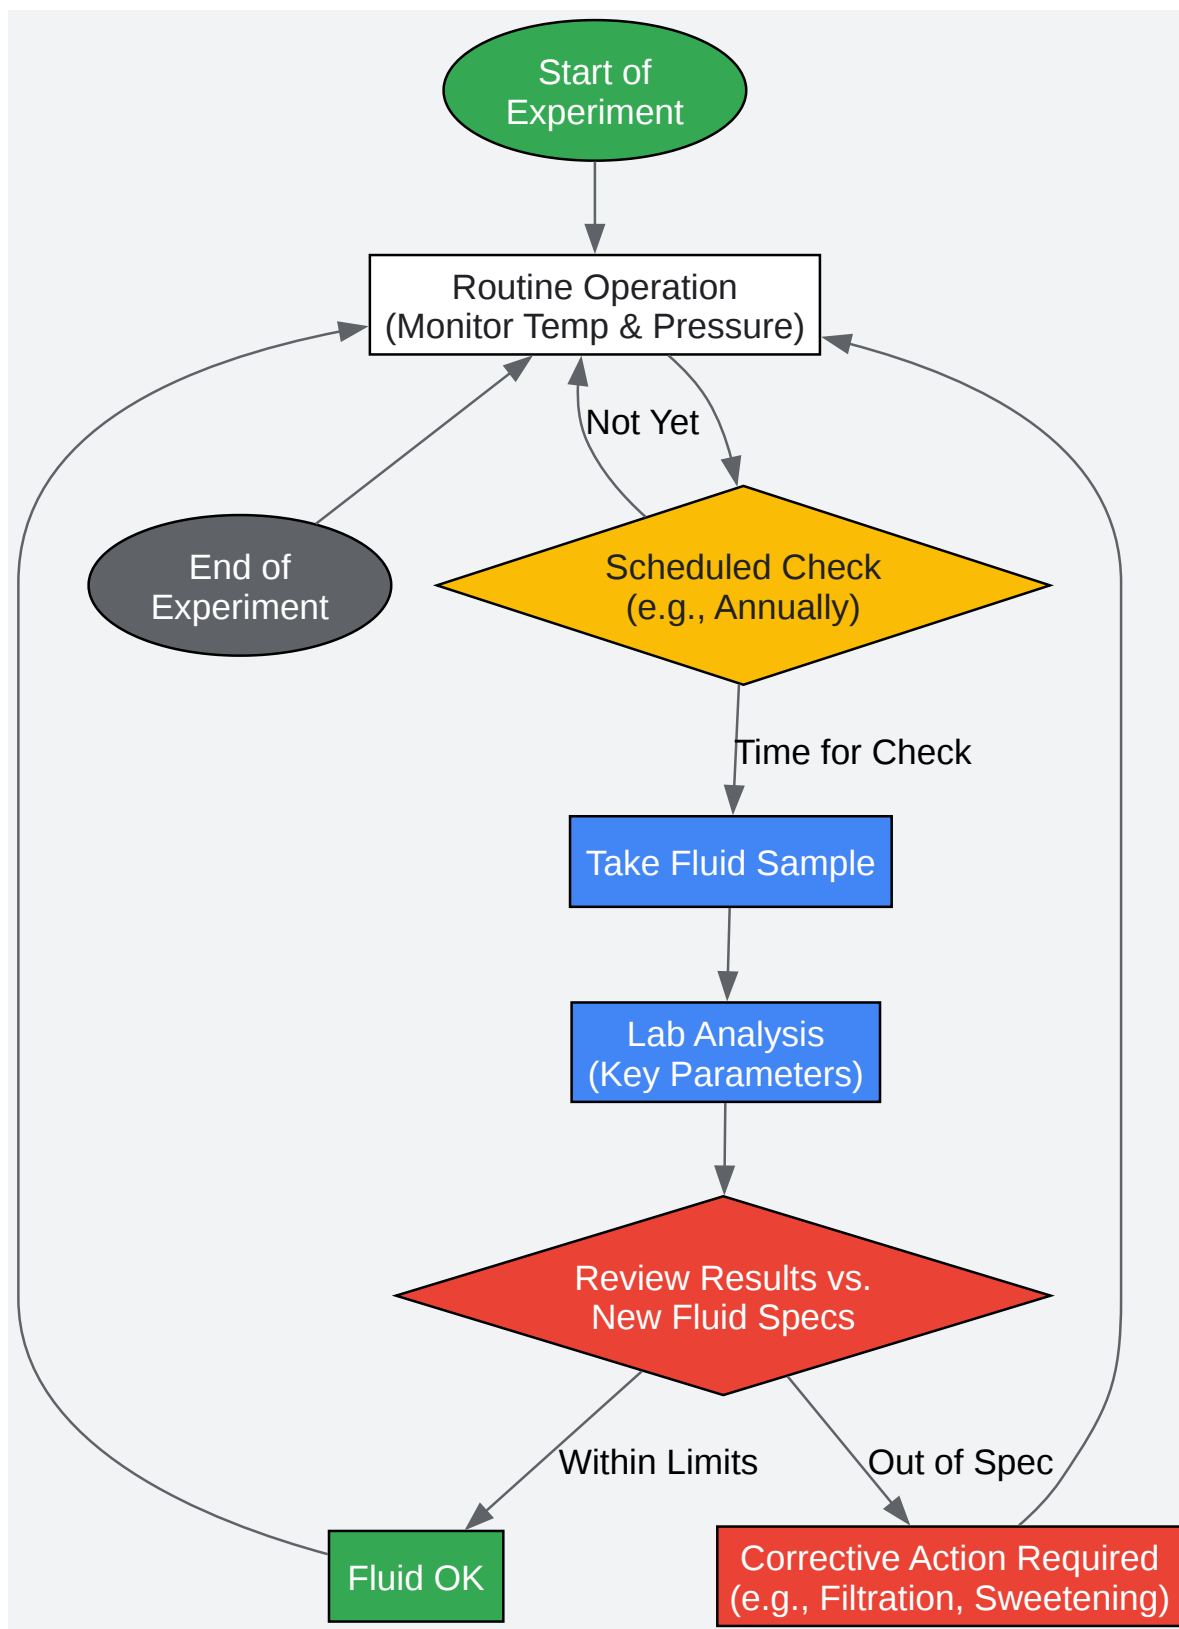 Start of
Experiment
Routine Operation
(Monitor Temp & Pressure)
Not Yet
End of
Experiment
Scheduled Check
(e.g., Annually)
Time for Check
Take Fluid Sample
Lab Analysis
(Key Parameters)
Review Results vs.
New Fluid Specs
Within Limits
Out of Spec
Fluid OK
Corrective Action Required
(e.g., Filtration, Sweetening)